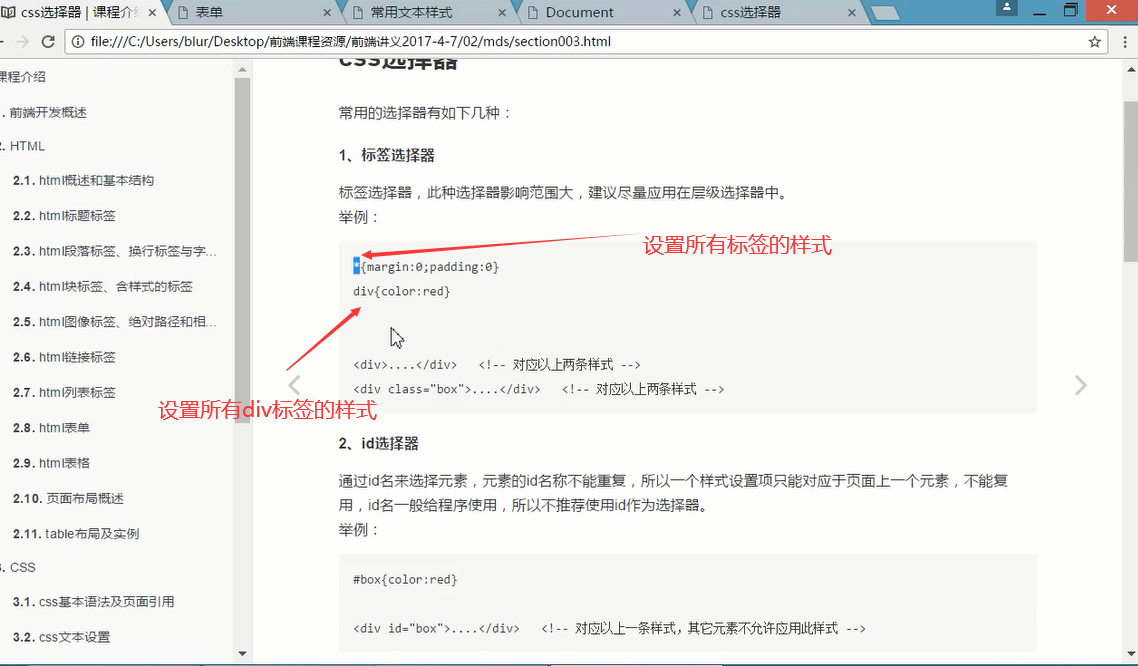 css选择器 | 课程介绍
表单
常用文本样式
Document
css选择器
file:///C:/Users/blur/Desktop/前端课程资源/前端讲义2017-4-7/02/mds/section003.html
课程介绍
. 前端开发概述
2. HTML
2.1. html概述和基本结构
2.2. html标题标签
2.3. html段落标签、换行标签与字…
2.4. html块标签、含样式的标签
2.5. html图像标签、绝对路径和相…
2.6. html链接标签
2.7. html列表标签
2.8. html表单
2.9. html表格
2.10. 页面布局概述
2.11. table布局及实例
. CSS
3.1. css基本语法及页面引用
3.2. css文本设置
css选择器
常用的选择器有如下几种：
1、标签选择器
标签选择器，此种选择器影响范围大，建议尽量应用在层级选择器中。
举例：
设置所有标签的样式
*{margin:0;padding:0}
div{color:red}
<div>....</div>   <!-- 对应以上两条样式 -->
<div class="box">....</div>   <!-- 对应以上两条样式 -->
设置所有div标签的样式
2、id选择器
通过id名来选择元素，元素的id名称不能重复，所以一个样式设置项只能对应于页面上一个元素，不能复
用，id名一般给程序使用，所以不推荐使用id作为选择器。
举例：
#box{color:red}
<div id="box">....</div>   <!-- 对应以上一条样式，其它元素不允许应用此样式 -->